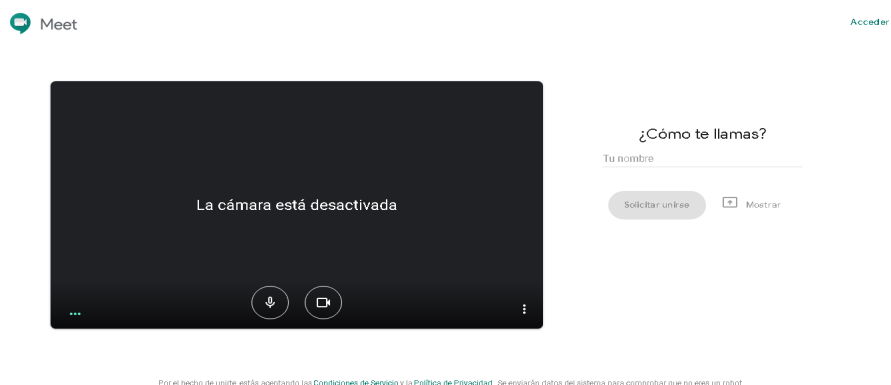 Meet
Acceder
¿Cómo te llamas?
Tu nombre
La cámara está desactivada
Solicitar unirse
Mostrar
Por el hecho de unirte, estás aceptando las Condiciones de Servicio y la Política de Privacidad. Se enviarán datos del sistema para comprobar que no eres un robot.